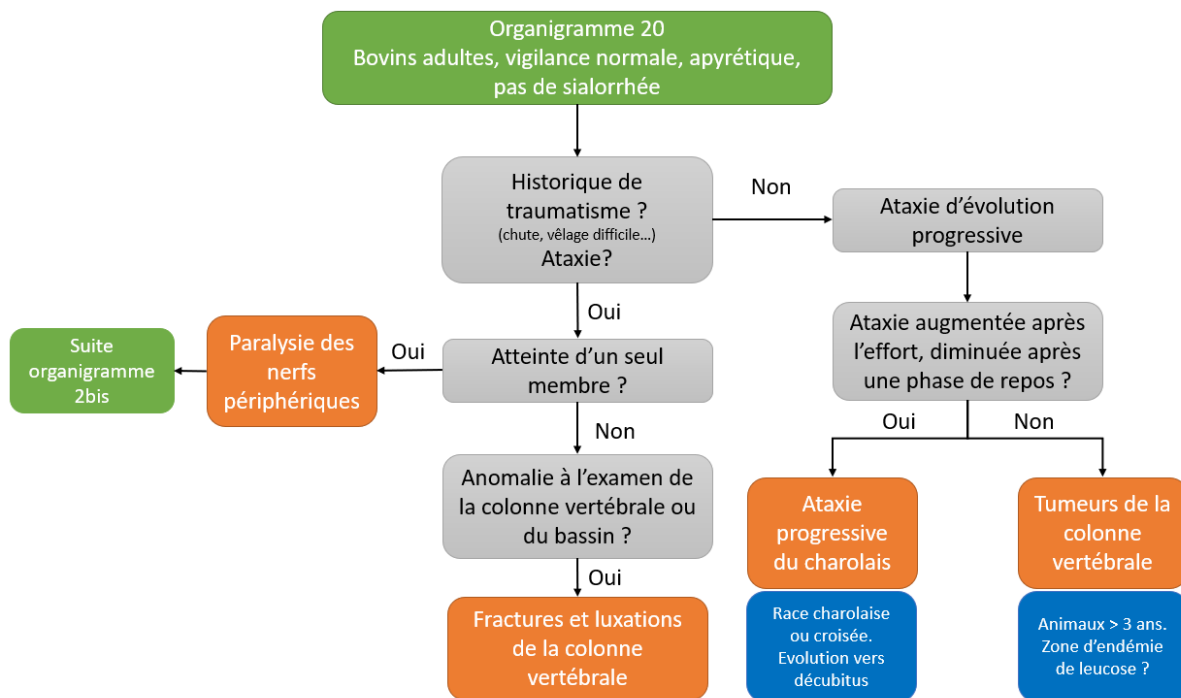 Organigramme 20
Bovins adultes, vigilance normale, apyrétique,
pas de sialorrhée
Historique de
traumatisme ?
(chute, vêlage difficile...)
Ataxie?
Non
Ataxie d'évolution
progressive
Oui
Atteinte d'un seul
membre ?
Oui
Paralysie des
nerfs
périphériques
Suite
organigramme
2bis
Non
Anomalie à l'examen de
la colonne vertébrale ou
du bassin ?
Oui
Fractures et luxations
de la colonne
vertébrale
Ataxie augmentée après
l'effort, diminuée après
une phase de repos ?
Oui
Non
Ataxie
progressive
du charolais
Race charolaise
ou croisée.
Evolution vers
décubitus
Tumeurs de la
colonne
vertébrale
Animaux > 3 ans.
Zone d'endémie
de leucose ?